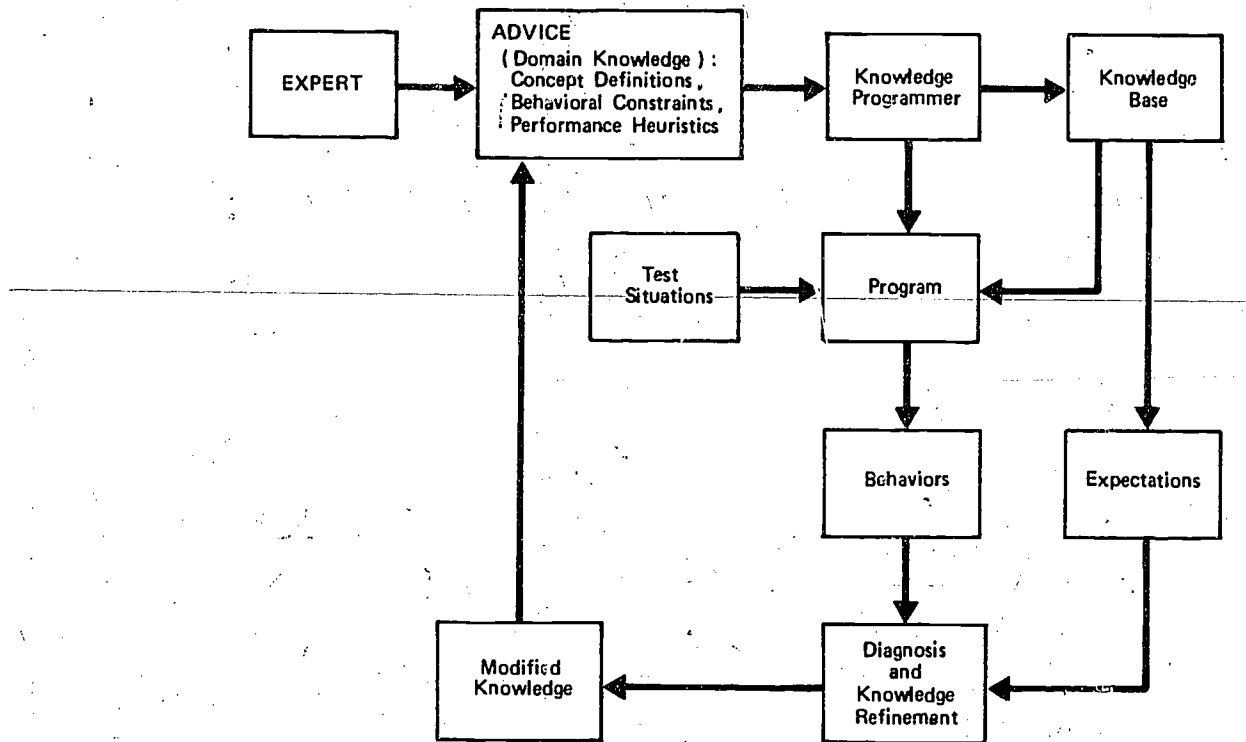 EXPERT
ADVICE
(Domain Knowledge):
Concept Definitions,
Behavioral Constraints,
Performance Heuristics
Knowledge
Programmer
Knowledge
Base
Test
Situations
Program
Behaviors
Expectations
Modified
Knowledge
Diagnosis
and
Knowledge
Refinement